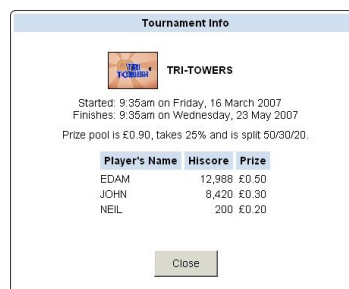 Tournament Info
TRI-TOWERS
Started: 9:35am on Friday, 16 March 2007
Finishes: 9:35am on Wednesday, 23 May 2007
Prize pool is £0.90, takes 25% and is split 50/30/20.
Player's Name Hiscore Prize
EDAM 12,988 £0.50
JOHN 8,420 £0.30
NEIL 200 £0.20
Close